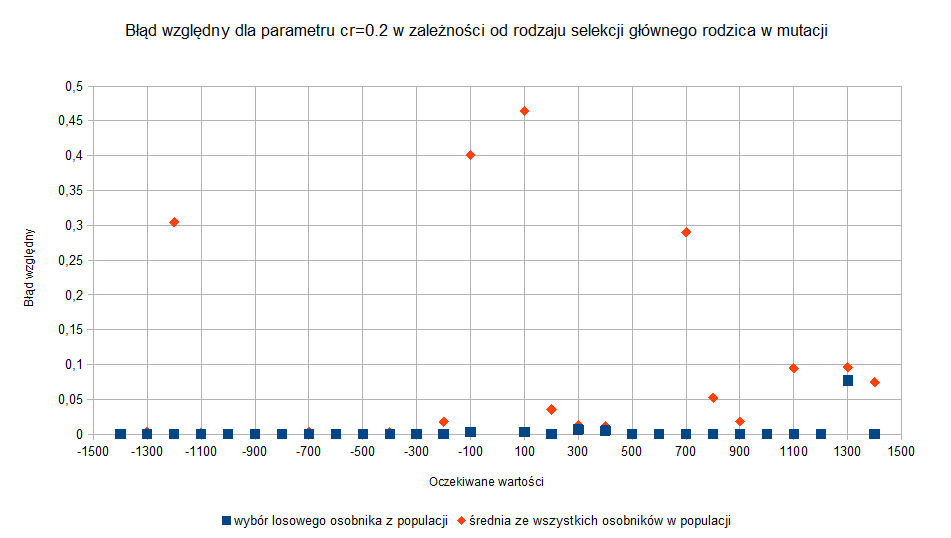 Błąd względny dla parametru cr=0.2 w zależności od rodzaju selekcji głównego rodzica w mutacji
0,5
0,45
0,4
0,35
0,3
0,25
0,2
0,15
0,1
0,05
0
Błąd względny
-1500 -1300 -1100 -900 -700 -500 -300 -100 100 300 500 700 900 1100 1300 1500
Oczekiwane wartości
wybór losowego osobnika z populacji średnia ze wszystkich osobników w populacji